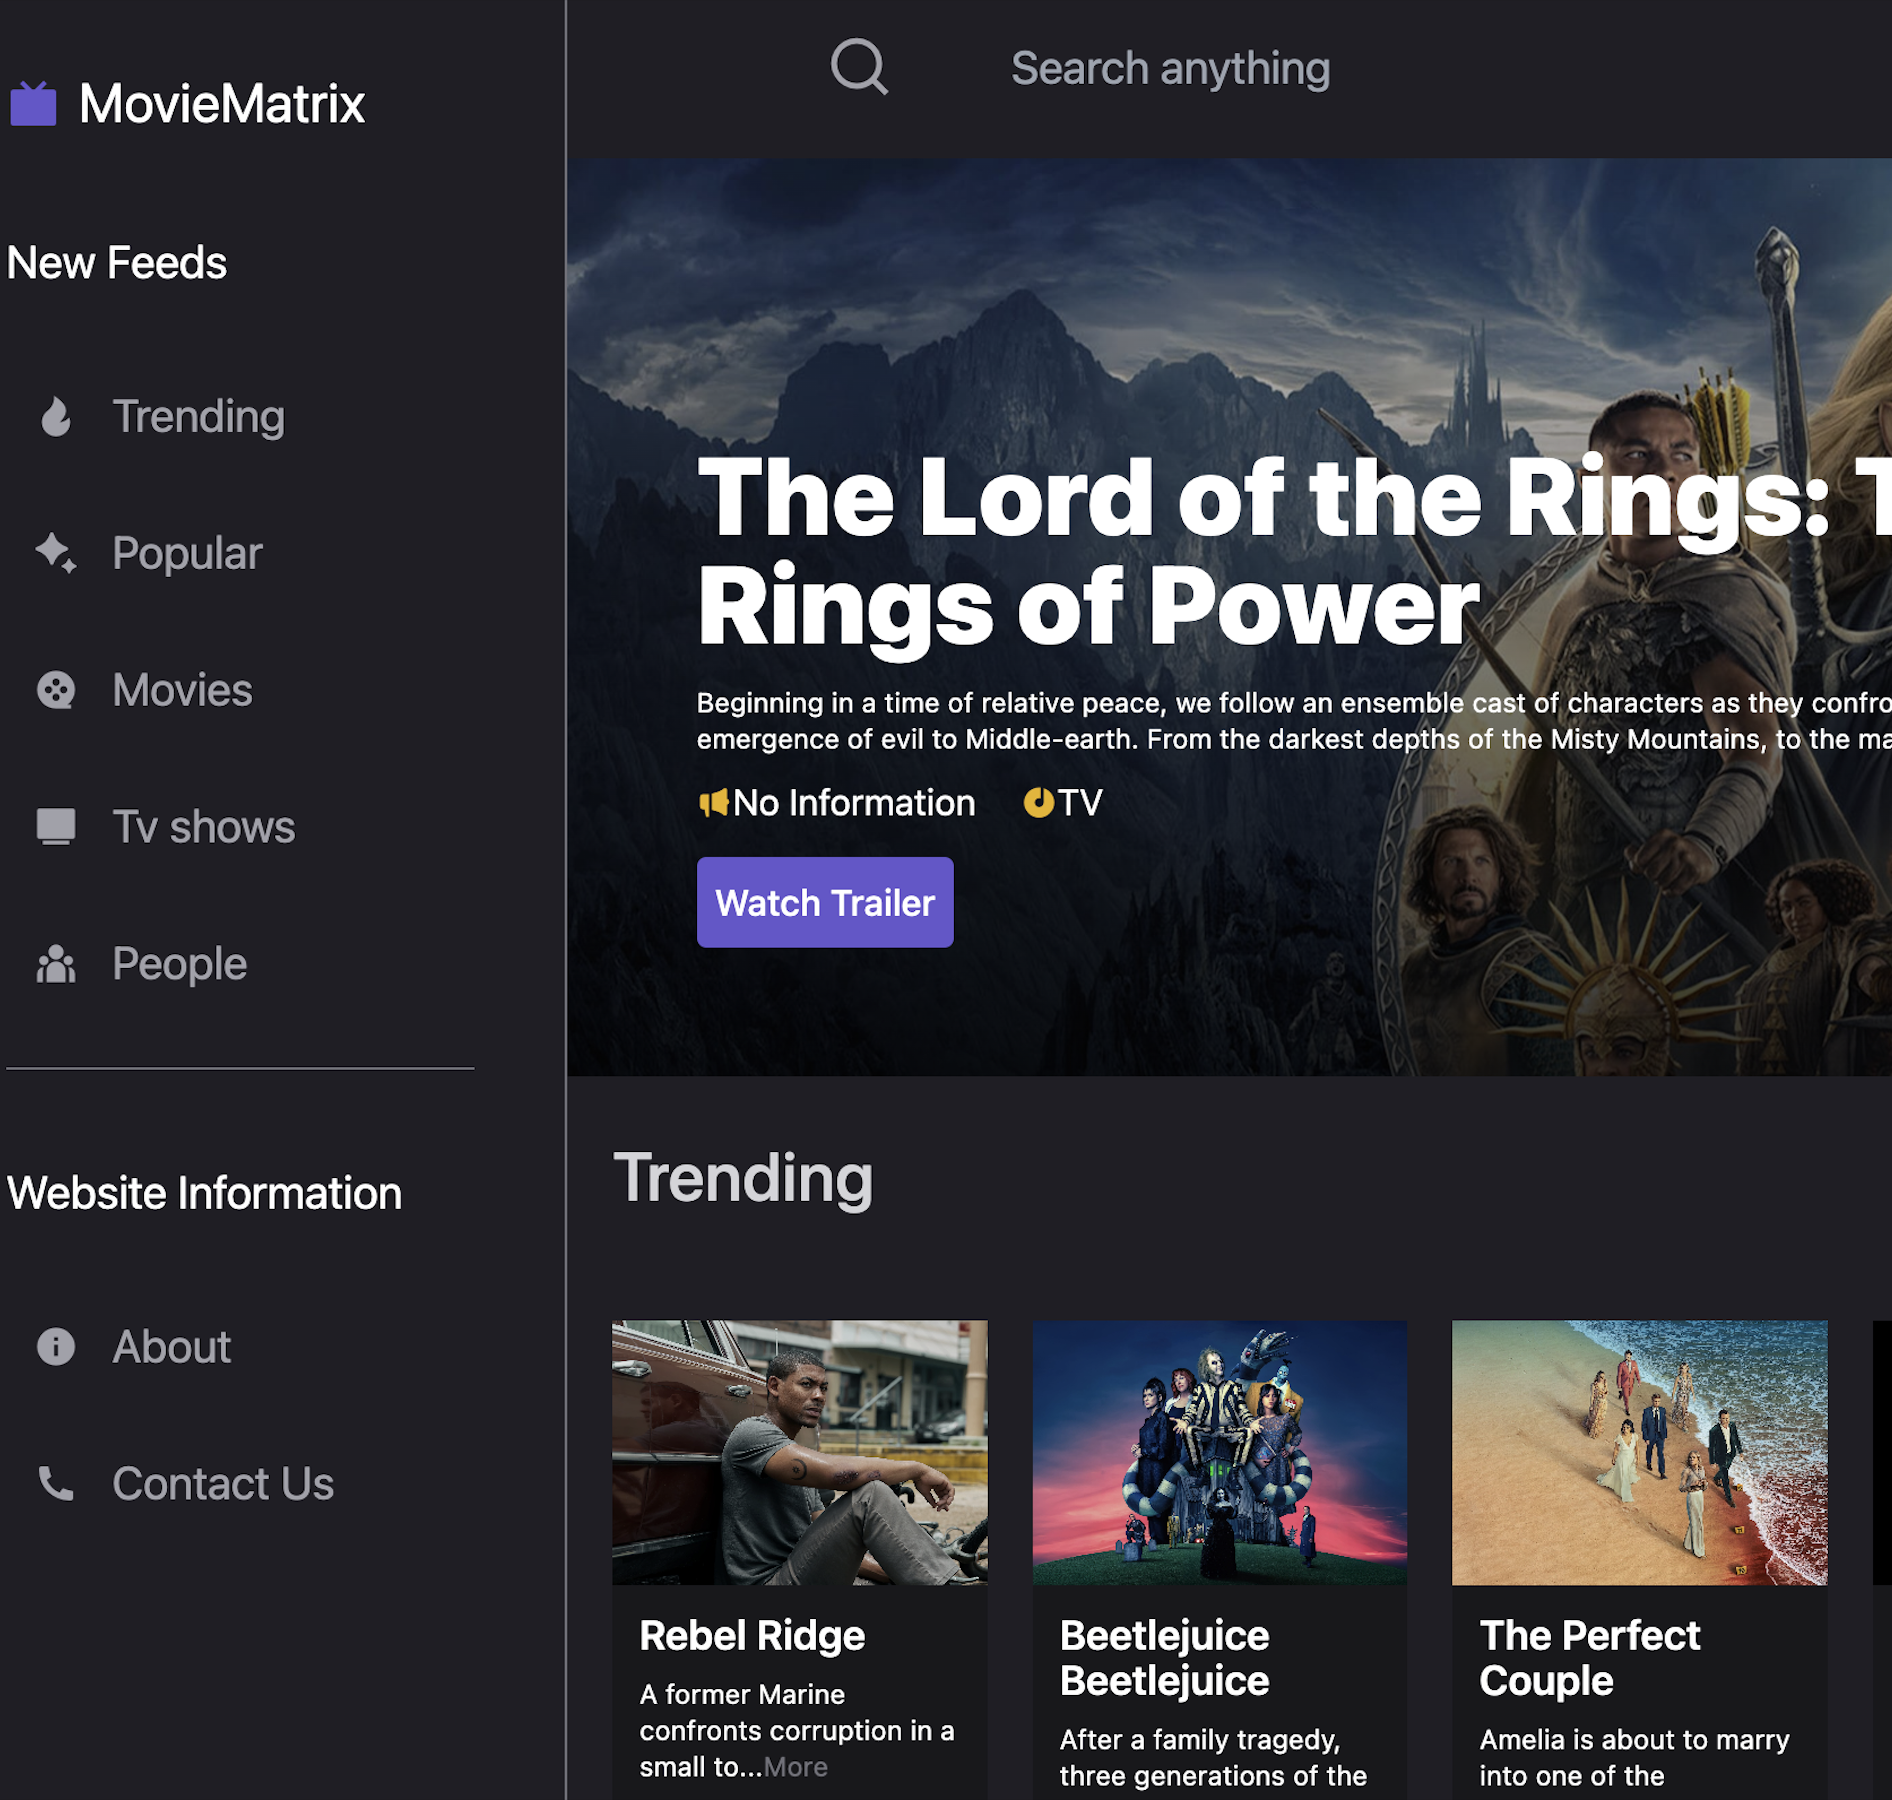 MovieMatrix
New Feeds
Trending
Popular
Movies
Tv shows
People
Website Information
About
Contact Us
Search anything
The Lord of the Rings: T
Rings of Power
Beginning in a time of relative peace, we follow an ensemble cast of characters as they confro
emergence of evil to Middle-earth. From the darkest depths of the Misty Mountains, to the ma
No Information TV
Watch Trailer
Trending
Rebel Ridge
A former Marine
confronts corruption in a
small to...More
Beetlejuice
Beetlejuice
After a family tragedy,
three generations of the
The Perfect
Couple
Amelia is about to marry
into one of the